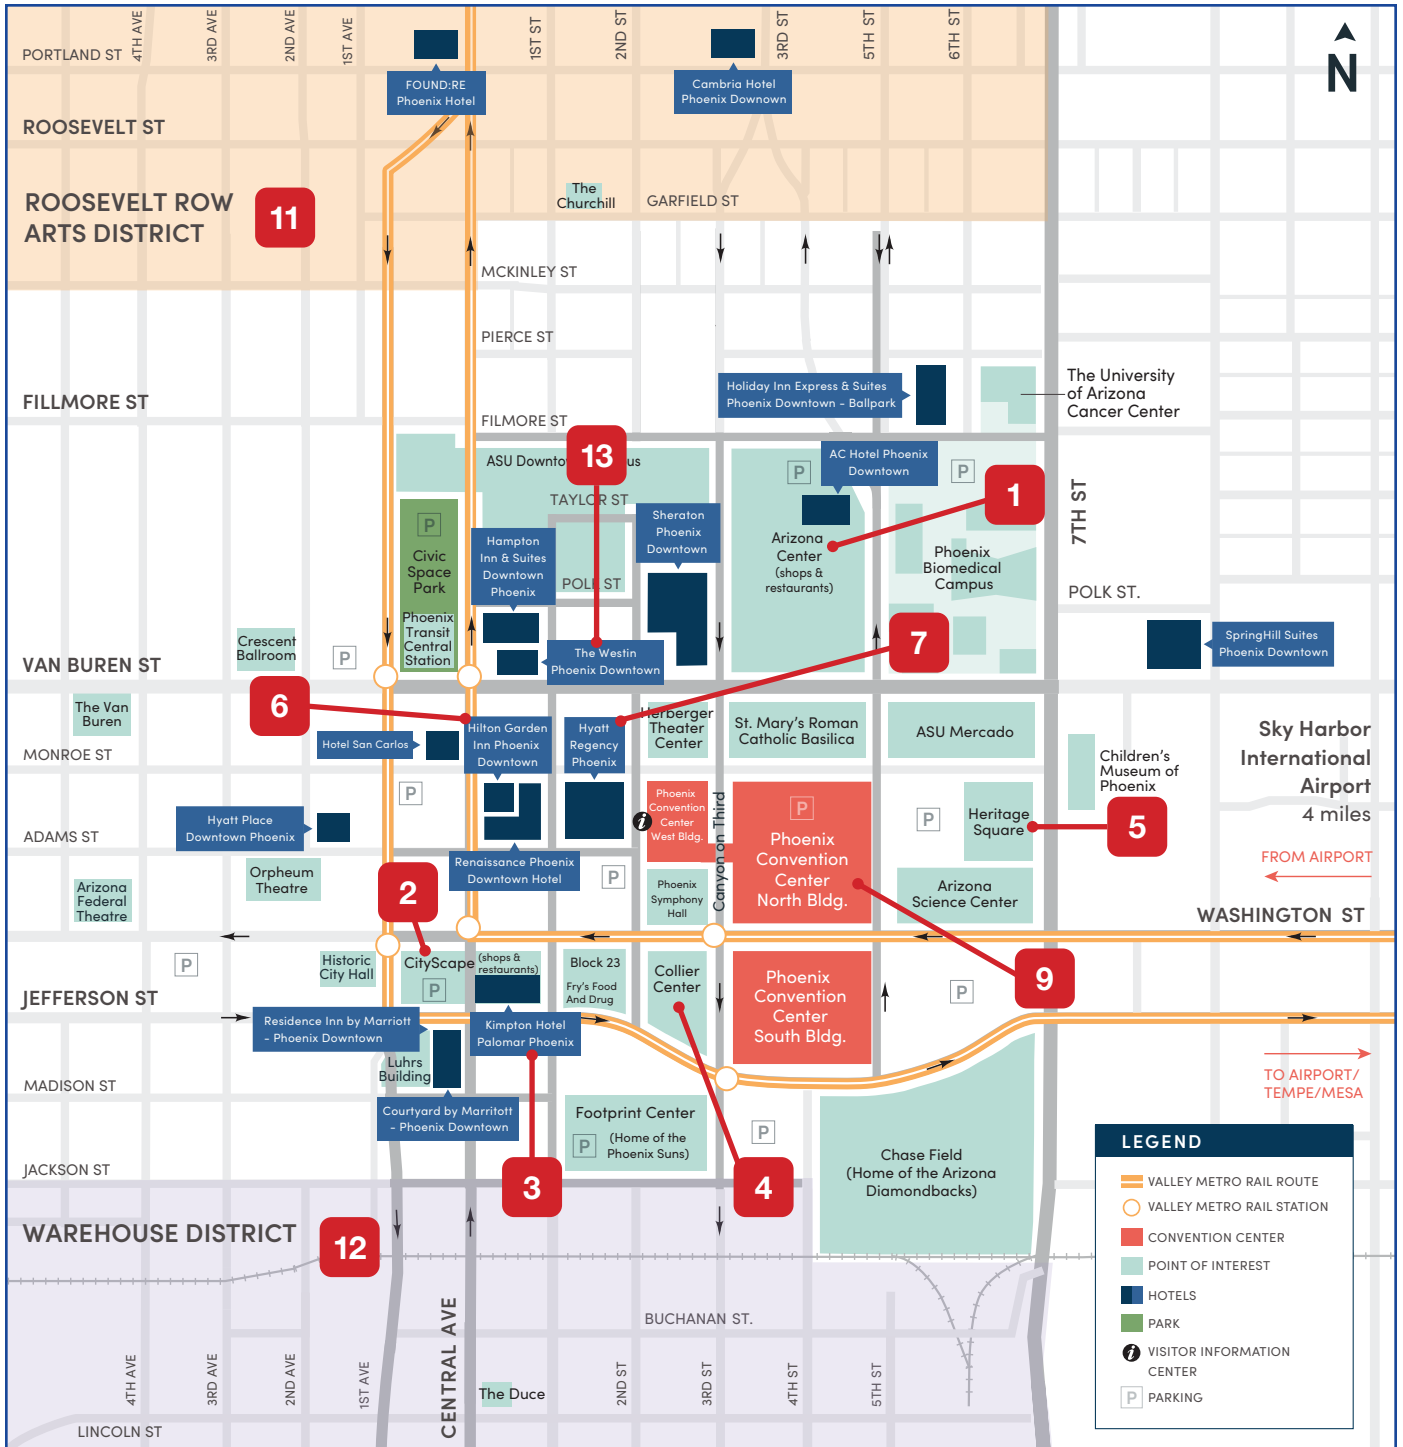 4TH AVE
3RD AVE
2ND AVE
1ST AVE
1ST ST
2ND ST
3RD ST
5TH ST
6TH ST
N
PORTLAND ST
FOUND:RE
Phoenix Hotel
Cambria Hotel
Phoenix Downown
ROOSEVELT ST
ROOSEVELT ROW
ARTS DISTRICT
11
The
Churchill
GARFIELD ST
MCKINLEY ST
PIERCE ST
FILLMORE ST
FILMORE ST
Holiday Inn Express & Suites
Phoenix Downtown - Ballpark
The University
of Arizona
Cancer Center
13
ASU Downto
us
AC Hotel Phoenix
Downtown
P
P
1
7TH ST
TAYLOR ST
P
Civic
Space
Park
Hampton
Inn & Suites
Downtown
Phoenix
Sheraton
Phoenix
Downtown
Arizona
Center
(shops &
restaurants)
Phoenix
Biomedical
Campus
POLK ST
POLK ST.
Phoenix
Transit
Central
Station
Crescent
Ballroom
P
The Westin
Phoenix Downtown
7
SpringHill Suites
Phoenix Downtown
VAN BUREN ST
6
The Van
Buren
Hotel San Carlos
Hilton Garden
Inn Phoenix
Downtown
Hyatt
Regency
Phoenix
Herberger
Theater
Center
St. Mary's Roman
Catholic Basilica
ASU Mercado
MONROE ST
Children's
Museum of
Phoenix
Sky Harbor
International
Airport
4 miles
P
Phoenix
Convention
Center
West Bldg.
Canyon on Third
P
Phoenix
Convention
Center
North Bldg.
P
Heritage
Square
5
i
Hyatt Place
Downtown Phoenix
ADAMS ST
FROM AIRPORT
Orpheum
Theatre
Renaissance Phoenix
Downtown Hotel
P
Arizona
Federal
Theatre
2
Phoenix
Symphony
Hall
Arizona
Science Center
WASHINGTON ST
P
Historic
City Hall
CityScape
(shops &
restaurants)
P
Block 23
Fry's Food
And Drug
Collier
Center
Phoenix
Convention
Center
South Bldg.
9
P
JEFFERSON ST
Residence Inn by Marriott
- Phoenix Downtown
Kimpton Hotel
Palomar Phoenix
Luhrs
Building
MADISON ST
TO AIRPORT/
TEMPE/MESA
Courtyard by Marritott
- Phoenix Downtown
Footprint Center
P
(Home of the
Phoenix Suns)
P
Chase Field
(Home of the Arizona
Diamondbacks)
JACKSON ST
3
4
WAREHOUSE DISTRICT
12
LEGEND
VALLEY METRO RAIL ROUTE
VALLEY METRO RAIL STATION
CONVENTION CENTER
POINT OF INTEREST
HOTELS
PARK
i
VISITOR INFORMATION
CENTER
P
PARKING
BUCHANAN ST.
4TH AVE
3RD AVE
2ND AVE
1ST AVE
CENTRAL AVE
The Duce
2ND ST
3RD ST
4TH ST
5TH ST
LINCOLN ST